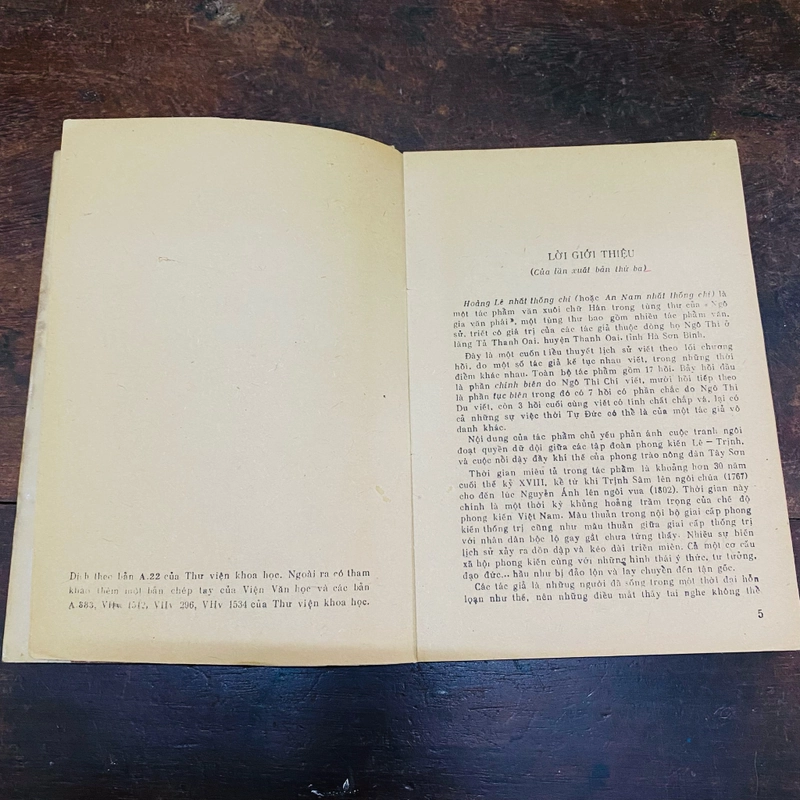 Dịch theo bản A.22 của Thư viện khoa học. Ngoài ra có tham
khảo thêm một bản chép tay của Viện Văn học và các bản
A.883, VHv 1542, VHv 296, VHv 1534 của Thư viện khoa học.
LỜI GIỚI THIỆU
(Của lần xuất bản thứ ba)
Hoàng Lê nhất thống chí (hoặc An Nam nhất thống chí) là
một tác phẩm văn xuôi chữ Hán trong tùng thư của «Ngô
gia văn phái», một tùng thư bao gồm nhiều tác phẩm văn,
sử, triết có giá trị của các tác giả thuộc dòng họ Ngô Thì ở
làng Tả Thanh Oai, huyện Thanh Oai, tỉnh Hà Sơn Bình.
Đây là một cuốn tiểu thuyết lịch sử viết theo lối chương
hồi, do một số tác giả kế tục nhau viết, trong những thời
điểm khác nhau. Toàn bộ tác phẩm gồm 17 hồi. Bảy hồi đầu
là phần chính biên do Ngô Thì Chí viết, mười hồi tiếp theo
là phần tục biên trong đó có 7 hồi có phần chắc do Ngô Thì
Du viết, còn 3 hồi cuối cùng viết có tính chất chắp vá, lại có
cả những sự việc thời Tự Đức có thể là của một tác giả vô
danh khác.
Nội dung của tác phẩm chủ yếu phản ánh cuộc tranh ngôi
đoạt quyền dữ dội giữa các tập đoàn phong kiến Lê — Trịnh,
và cuộc nổi dậy đầy khí thế của phong trào nông dân Tây Sơn
Thời gian miêu tả trong tác phẩm là khoảng hơn 30 năm
cuối thế kỷ XVIII, kể từ khi Trịnh Sâm lên ngôi chúa (1767)
cho đến lúc Nguyễn Ánh lên ngôi vua (1802). Thời gian này
chính là một thời kỳ khủng hoảng trầm trọng của chế độ
phong kiến Việt Nam. Mâu thuẫn trong nội bộ giai cấp phong
kiến thống trị cũng như mâu thuẫn giữa giai cấp thống trị
với nhân dân bộc lộ gay gắt chưa từng thấy. Nhiều sự biến
lịch sử xảy ra dồn dập và kéo dài triền miên. Cả một cơ cấu
xã hội phong kiến cùng với những hình thái ý thức, tư tưởng,
đạo đức... hầu như bị đảo lộn và lay chuyển đến tận gốc.
Các tác giả là những người đã sống trong một thời đại hỗn
loạn như thế, nên những điều mắt thấy tai nghe không thể
5